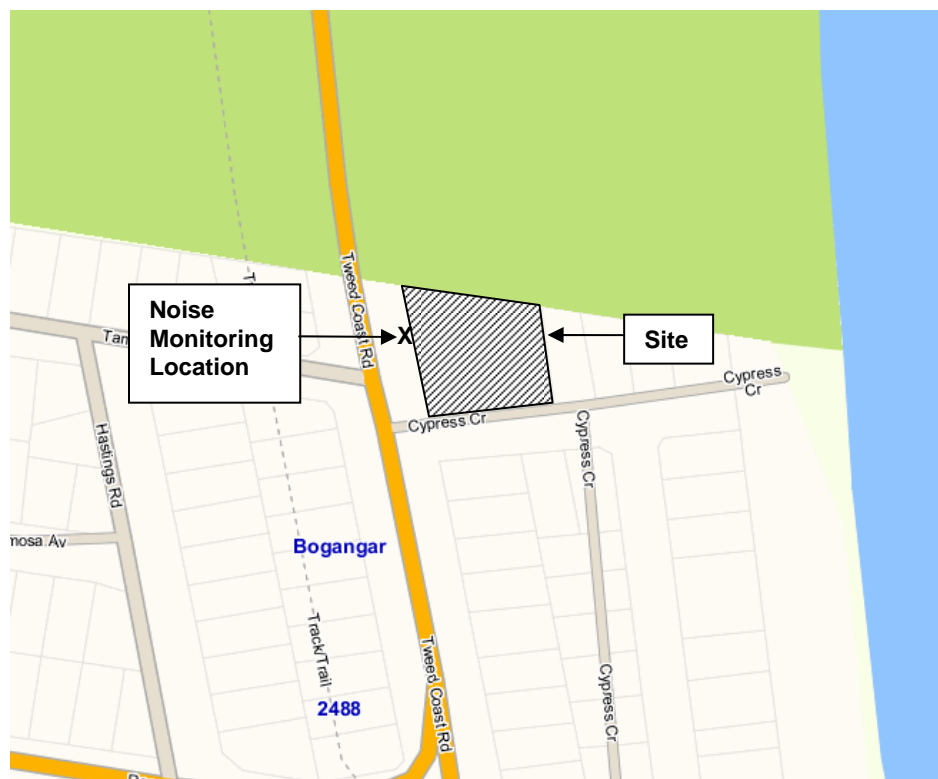 Tweed Coast Rd
Noise
Monitoring
Location
X
Site
Cypress
Cr
Cypress Cr
Cypress Cr
Hastings Rd
mosa Av
Bogangar
Track/Trail
2488
Tweed Coast Rd
Cypress Cr